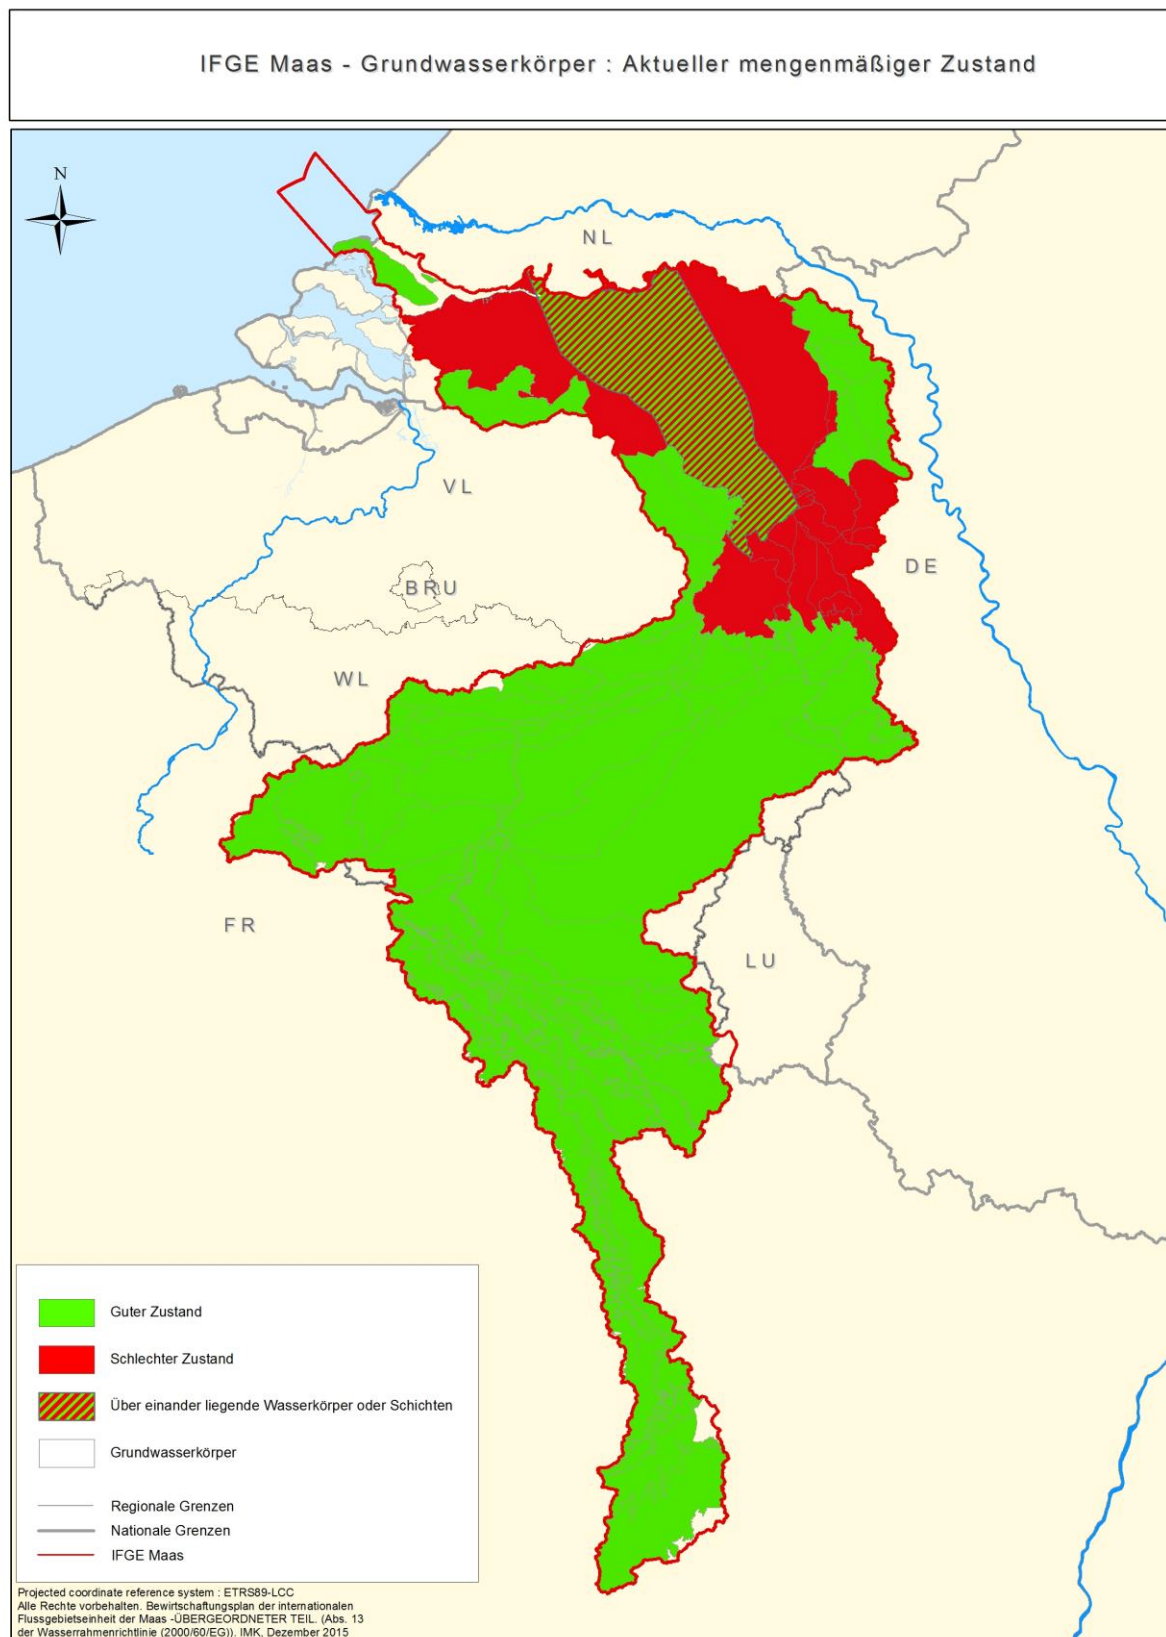 IFGE Maas - Grundwasserkörper : Aktueller mengenmäßiger Zustand
N
NL
VL
BRU
DE
WL
FR
LU
Guter Zustand
Schlechter Zustand
Über einander liegende Wasserkörper oder Schichten
Grundwasserkörper
Regionale Grenzen
Nationale Grenzen
IFGE Maas
Projected coordinate reference system : ETRS89-LCC
Alle Rechte vorbehalten. Bewirtschaftungsplan der internationalen
Flussgebietseinheit der Maas -ÜBERGEORDNETER TEIL. (Abs. 13
der Wasserrahmenrichtlinie (2000/60/EG)). IMK, Dezember 2015